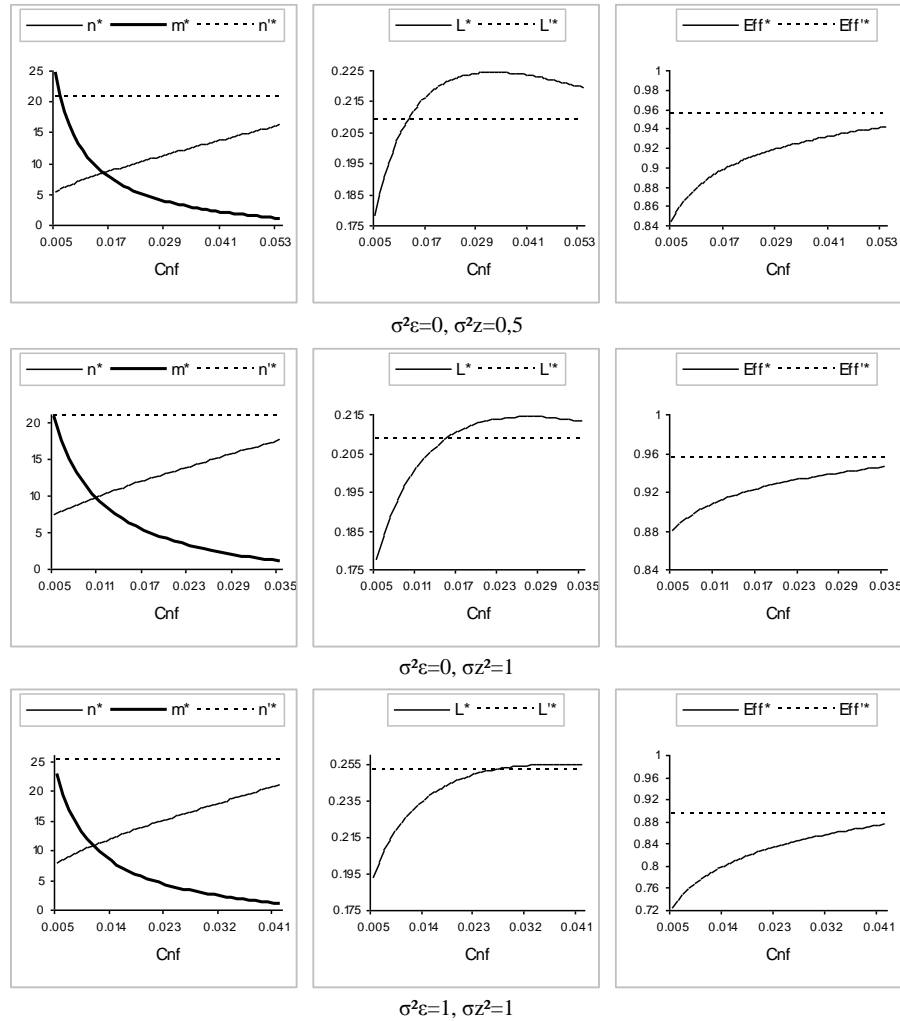 n* m* n'*
L* L'*
Eff* Eff'*
25
20
15
10
5
0
0.005 0.017 0.029 0.041 0.053
Cnf
0.225
0.215
0.205
0.195
0.185
0.175
0.005 0.017 0.029 0.041 0.053
Cnf
1
0.98
0.96
0.94
0.92
0.9
0.88
0.86
0.84
0.005 0.017 0.029 0.041 0.053
Cnf
σ²ε=0, σ²z=0,5
n* m* n'*
L* L'*
Eff* Eff'*
20
15
10
5
0
0.005 0.011 0.017 0.023 0.029 0.035
Cnf
0.215
0.205
0.195
0.185
0.175
0.005 0.011 0.017 0.023 0.029 0.035
Cnf
1
0.96
0.92
0.88
0.84
0.005 0.011 0.017 0.023 0.029 0.035
Cnf
σ²ε=0, σz²=1
n* m* n'*
L* L'*
Eff* Eff'*
25
20
15
10
5
0
0.005 0.014 0.023 0.032 0.041
Cnf
0.255
0.235
0.215
0.195
0.175
0.005 0.014 0.023 0.032 0.041
Cnf
1
0.96
0.92
0.88
0.84
0.8
0.76
0.72
0.005 0.014 0.023 0.032 0.041
Cnf
σ²ε=1, σz²=1